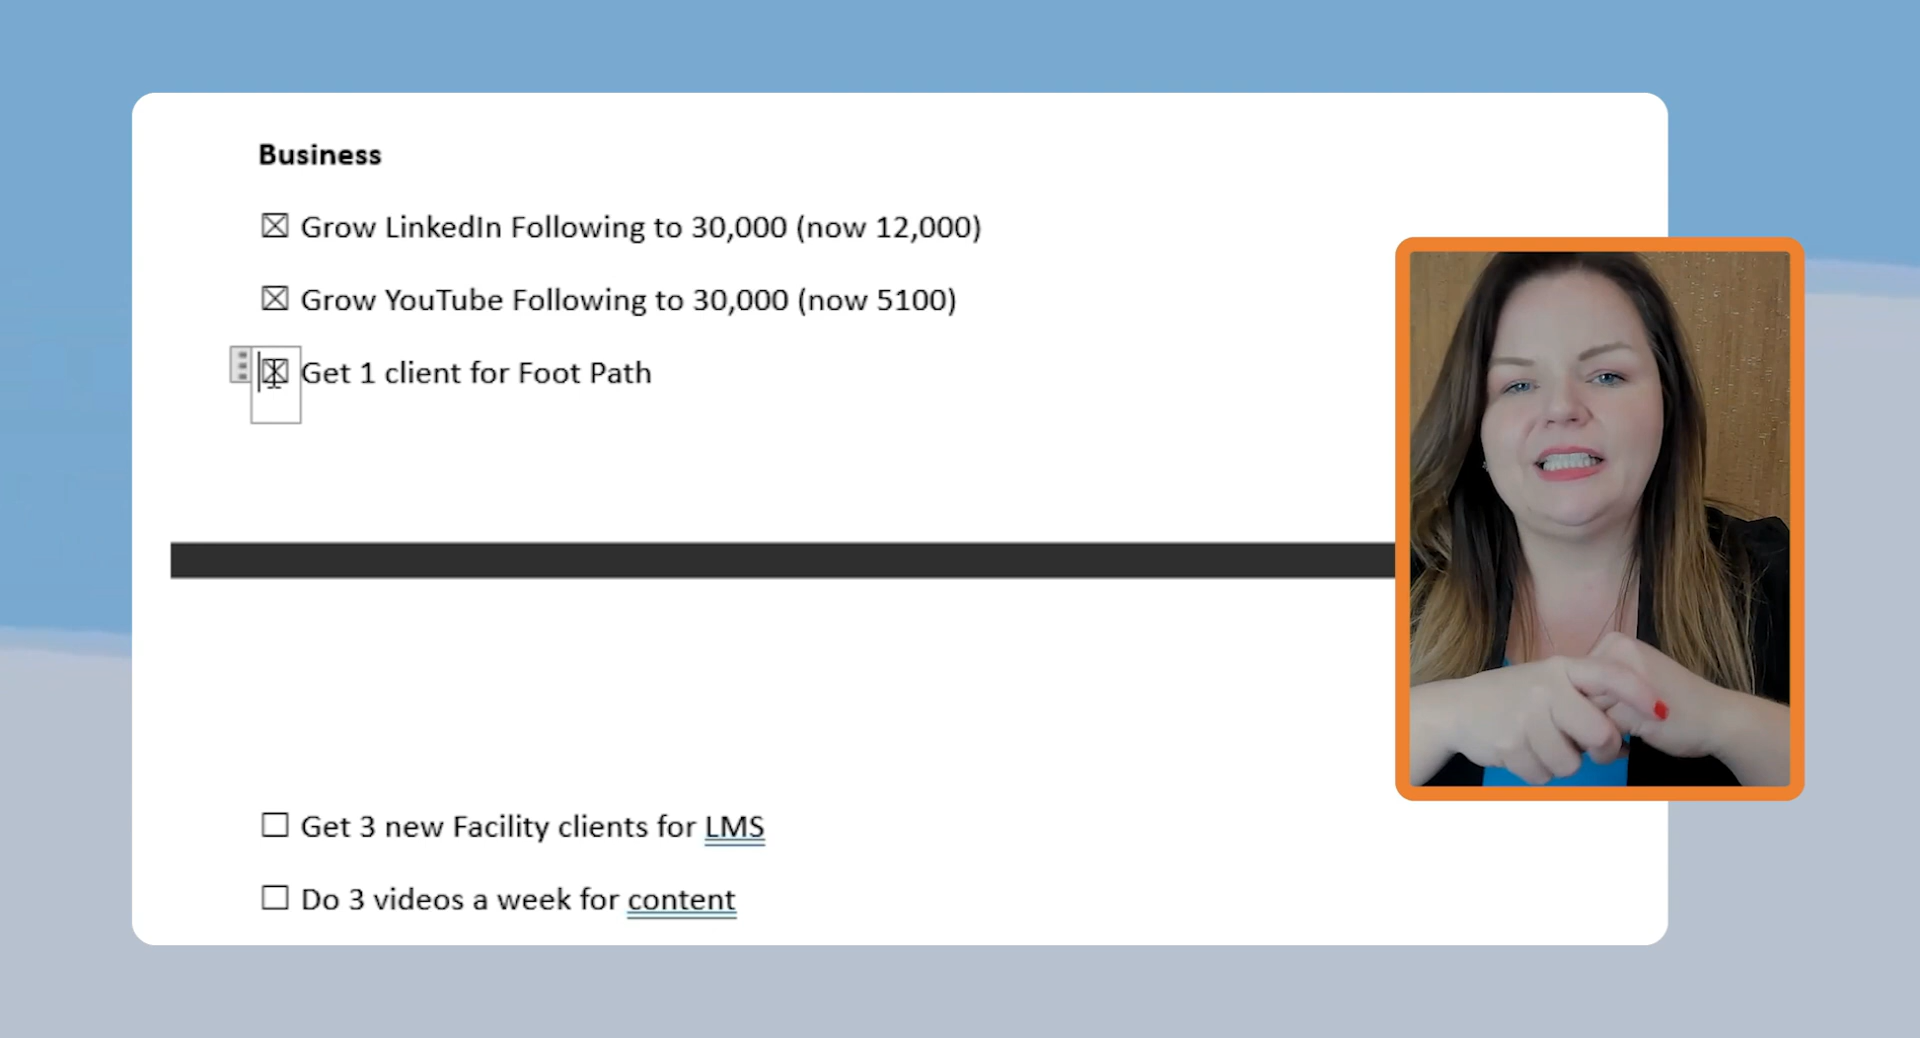 Business
☒ Grow LinkedIn Following to 30,000 (now 12,000)
☒ Grow YouTube Following to 30,000 (now 5100)
☒ Get 1 client for Foot Path
☐ Get 3 new Facility clients for LMS
☐ Do 3 videos a week for content